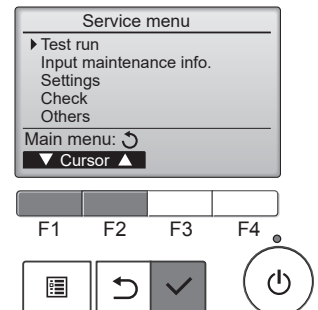 Service menu
Test run
Input maintenance info.
Settings
Check
Others
Main menu:
Cursor
F1 F2 F3 F4